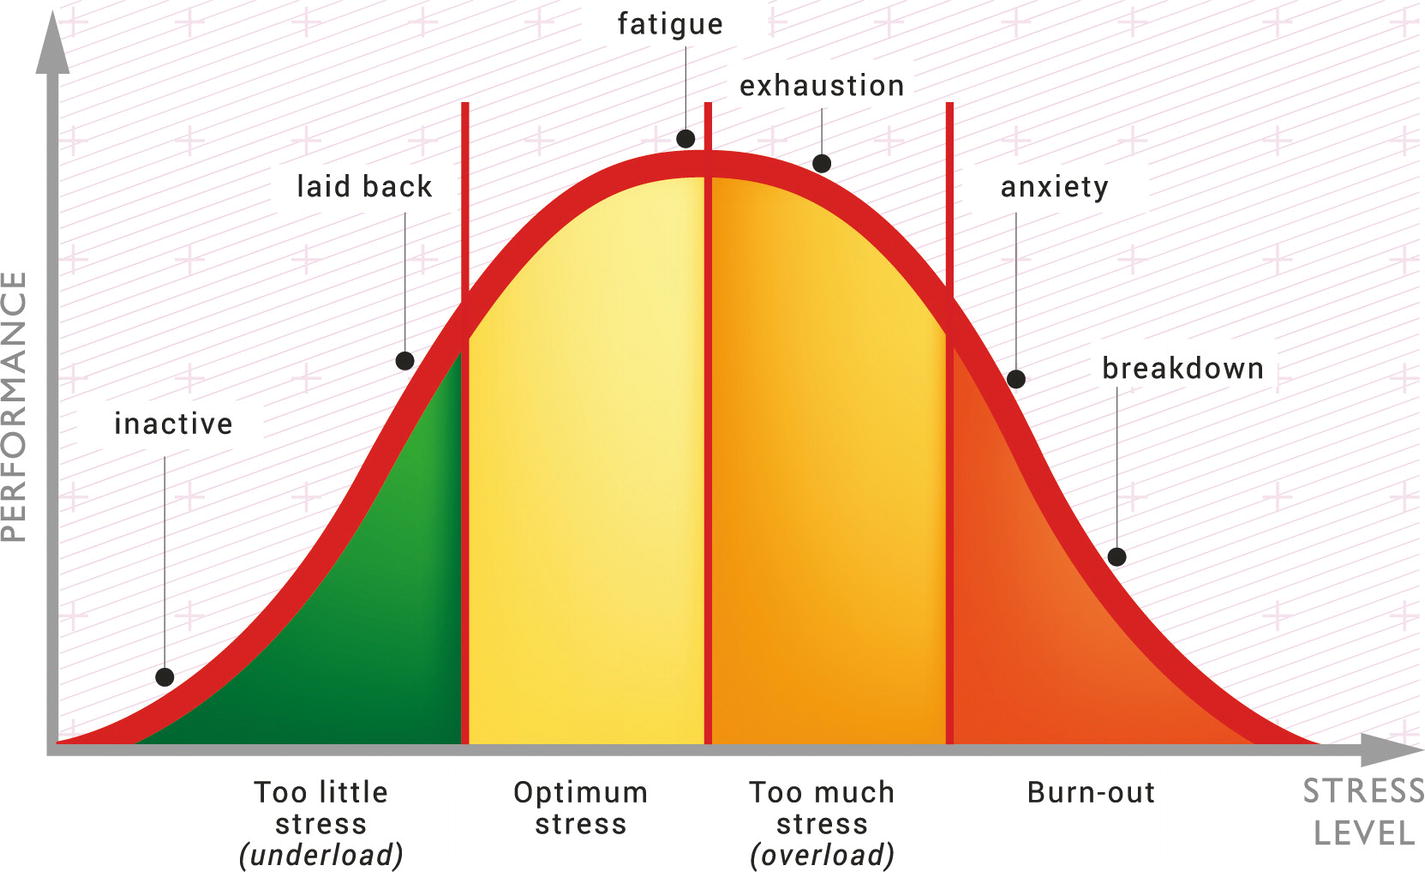 fatigue
exhaustion
laid back
anxiety
breakdown
inactive
PERFORMANCE
Too little
stress
(underload)
Optimum
stress
Too much
stress
(overload)
Burn-out
STRESS
LEVEL